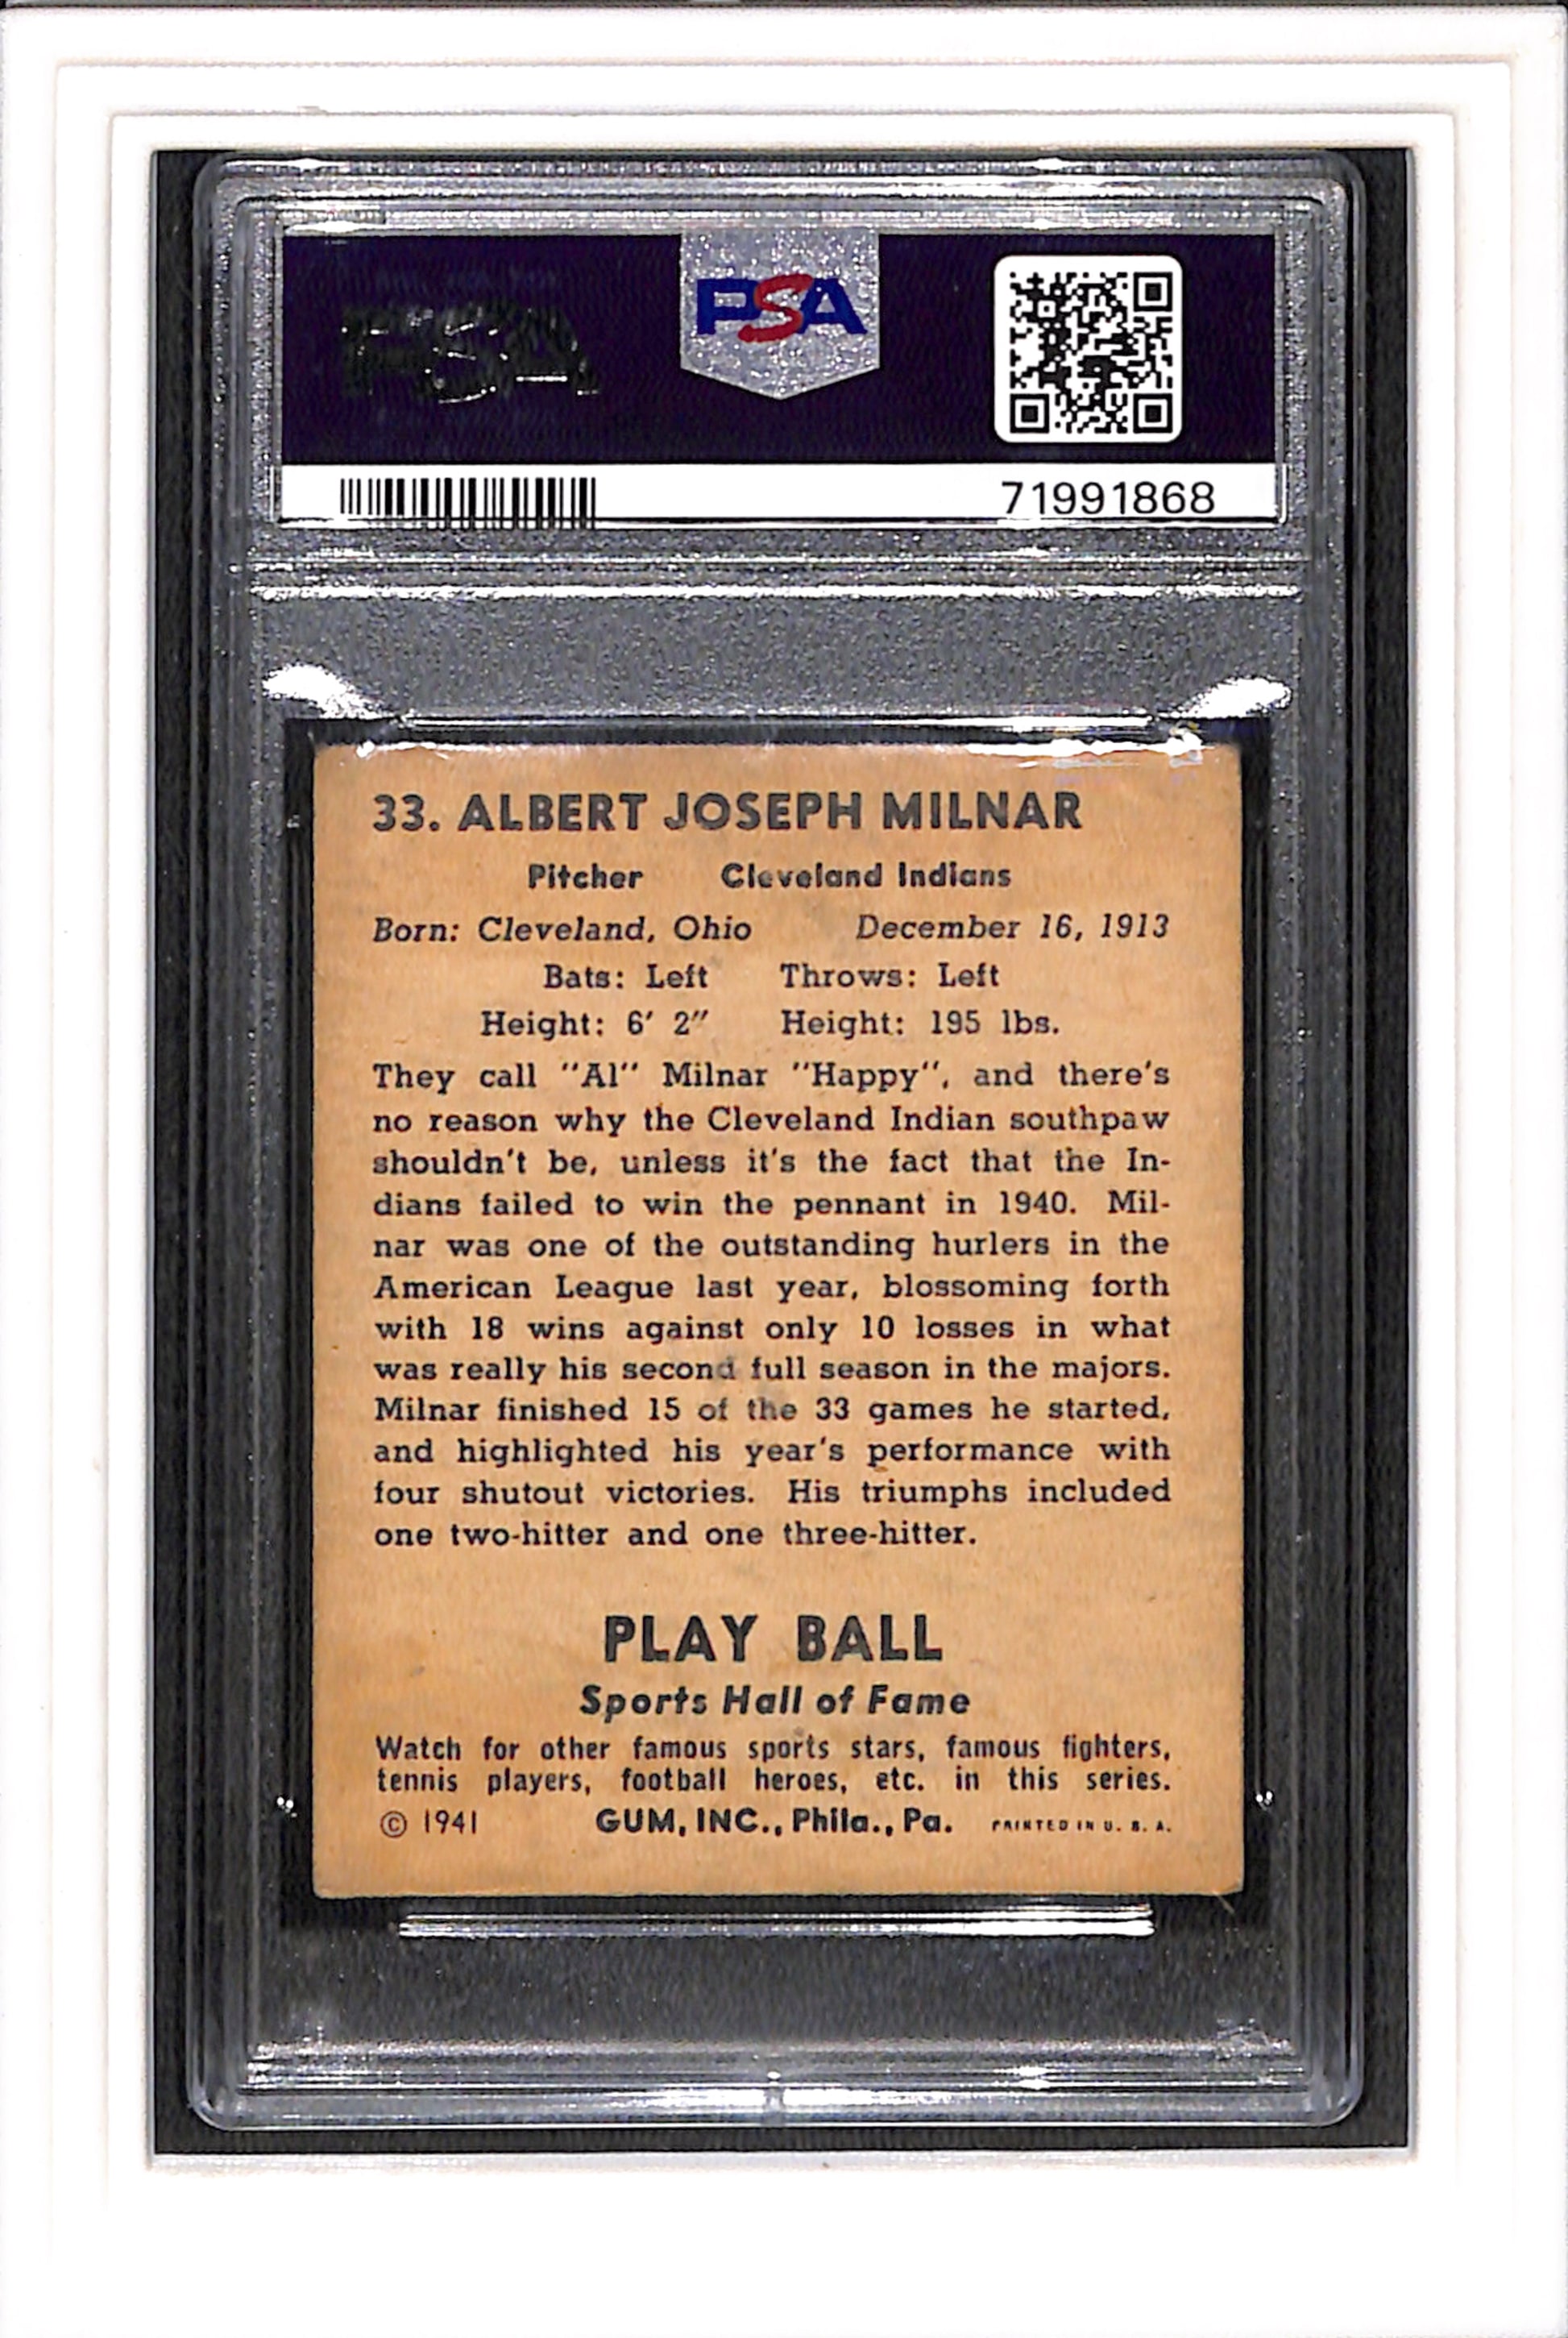 PSA
71991868
33. ALBERT JOSEPH MILNAR
Pitcher Cleveland Indians
Born: Cleveland, Ohio December 16, 1913
Bats: Left Throws: Left
Height: 6' 2" Height: 195 lbs.
They call "Al" Milnar "Happy", and there's
no reason why the Cleveland Indian southpaw
shouldn't be, unless it's the fact that the In-
dians failed to win the pennant in 1940. Mil-
nar was one of the outstanding hurlers in the
American League last year, blossoming forth
with 18 wins against only 10 losses in what
was really his second full season in the majors.
Milnar finished 15 of the 33 games he started,
and highlighted his year's performance with
four shutout victories. His triumphs included
one two-hitter and one three-hitter.
PLAY BALL
Sports Hall of Fame
Watch for other famous sports stars, famous fighters,
tennis players, football heroes, etc. in this series.
© 1941 GUM, INC., Phila., Pa. PRINTED IN U. S. A.